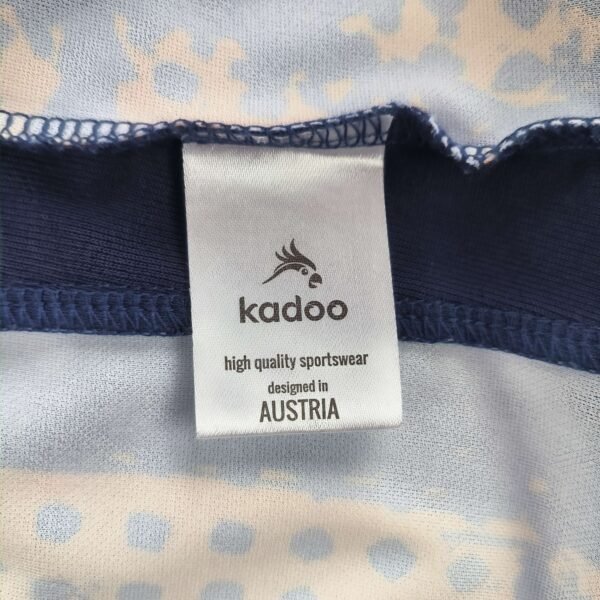 kadoo
high quality sportswear
designed in
AUSTRIA